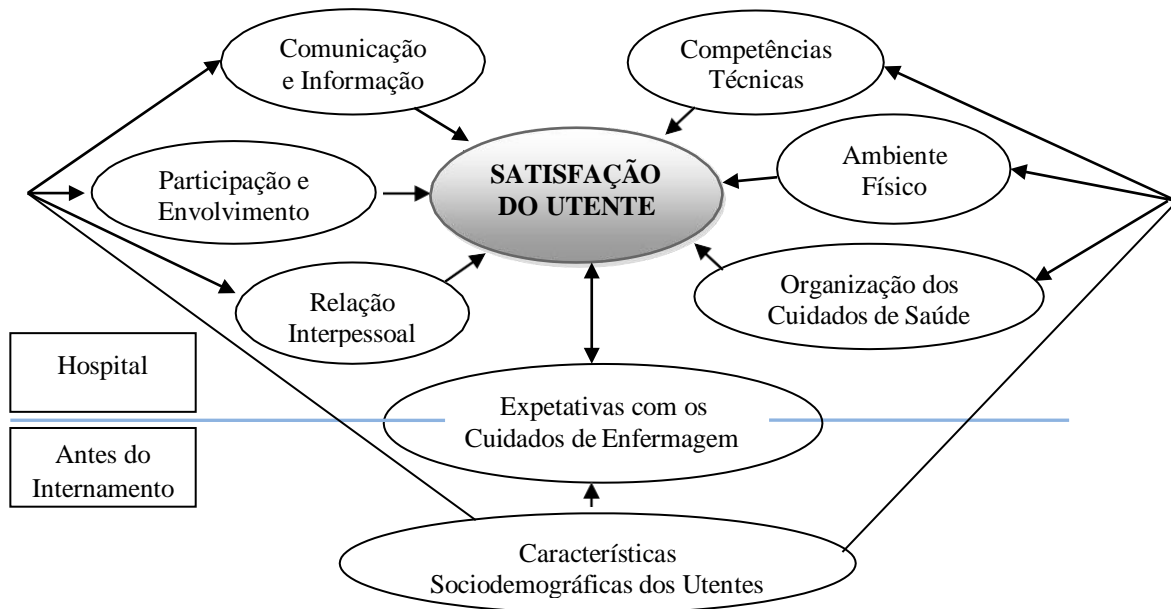 Comunicação
e Informação
Competências
Técnicas
Participação e
Envolvimento
SATISFAÇÃO
DO UTENTE
Ambiente
Físico
Relação
Interpessoal
Organização dos
Cuidados de Saúde
Hospital
Expetativas com os
Cuidados de Enfermagem
Antes do
Internamento
Características
Sociodemográficas dos Utentes